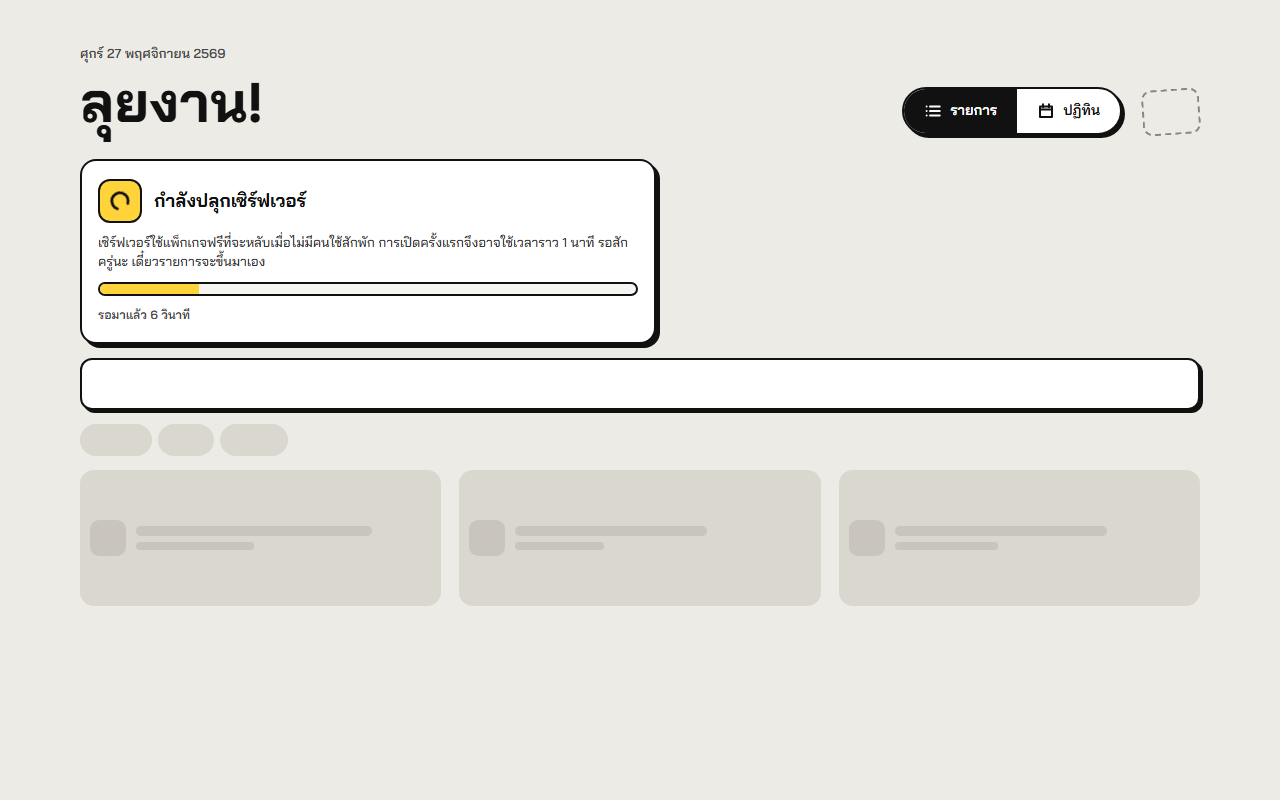 ศุกร์ 27 พฤศจิกายน 2569
ลุยงาน!
รายการ
ปฏิทิน
กำลังปลุกเซิร์ฟเวอร์
เซิร์ฟเวอร์ใช้แพ็กเกจฟรีที่จะหลับเมื่อไม่มีคนใช้สักพัก การเปิดครั้งแรกจึงอาจใช้เวลาราว 1 นาที รอสัก
ครู่นะ เดี๋ยวรายการจะขึ้นมาเอง
รอมาแล้ว 6 วินาที